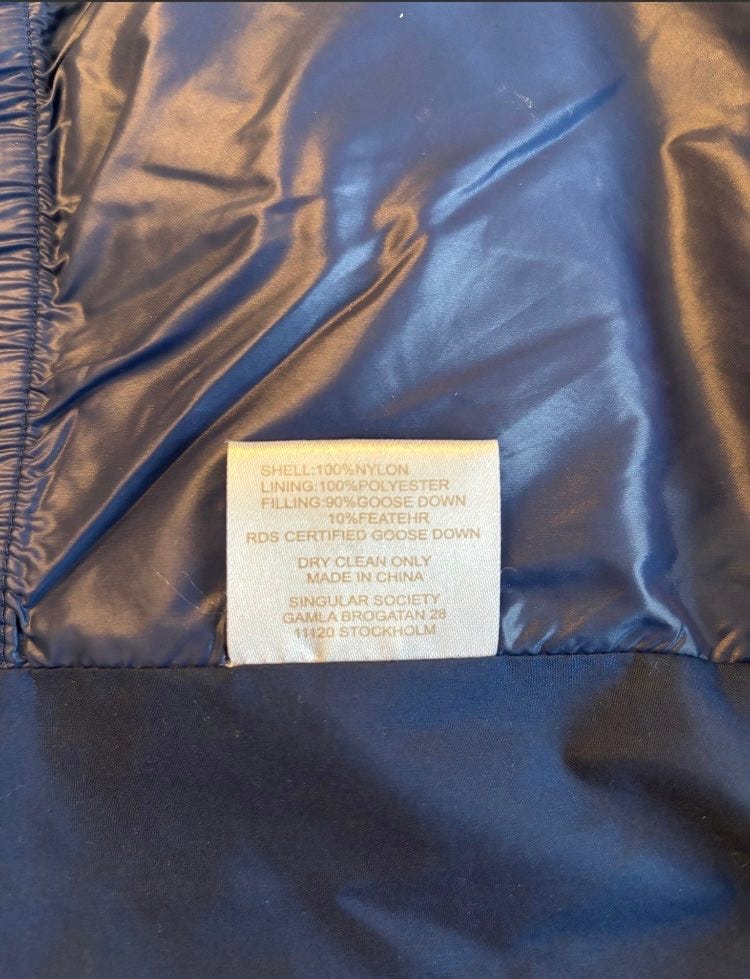 SHELL:100%NYLON
LINING:100%POLYESTER
FILLING:90%GOOSE DOWN
10%FEATEHR
RDS CERTIFIED GOOSE DOWN
DRY CLEAN ONLY
MADE IN CHINA
SINGULAR SOCIETY
GAMLA BROGATAN 28
11120 STOCKHOLM